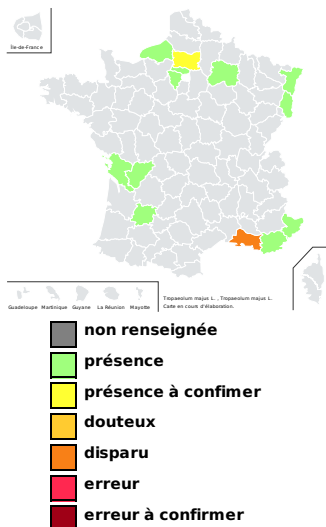 Île-de-France
Guadeloupe Martinique Guyane La Réunion Mayotte
Tropaeolum majus L. , Tropaeolum majus L.
Carte en cours d'élaboration.
non renseignée
présence
présence à confimer
douteux
disparu
erreur
erreur à confirmer